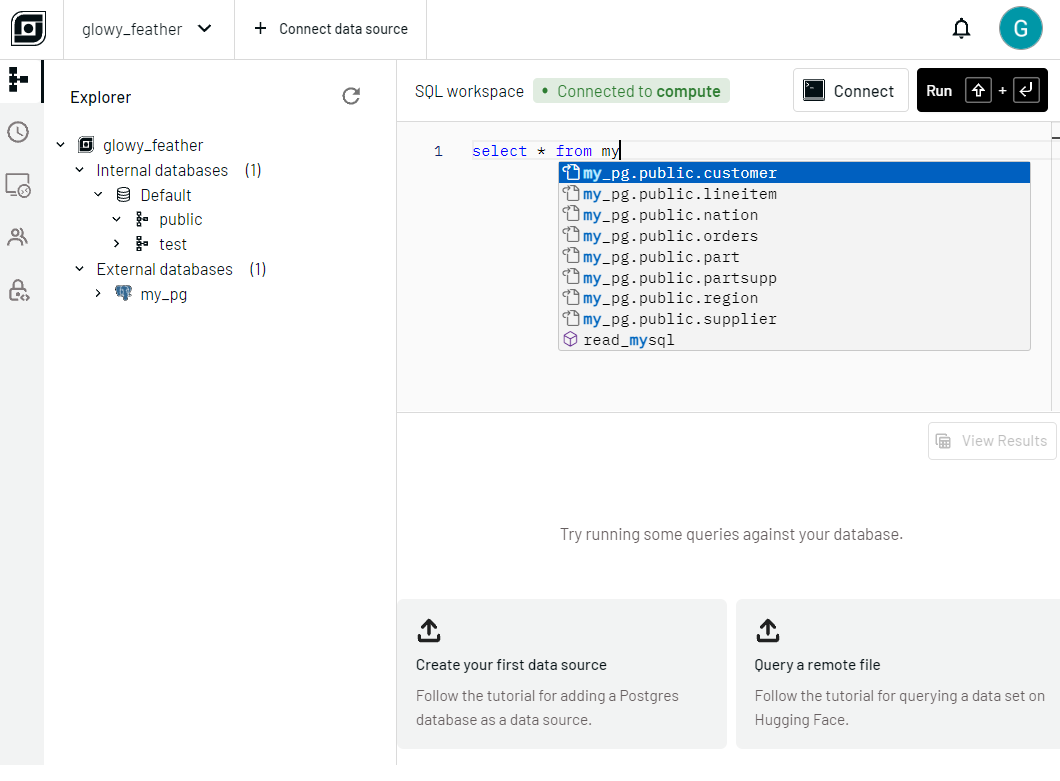 glowy_feather
+ Connect data source
G
Explorer
glowy_feather
Internal databases (1)
Default
public
test
External databases (1)
my_pg
SQL workspace
• Connected to compute
Connect
Run + 
1 select * from my
my_pg.public.customer
my_pg.public.lineitem
my_pg.public.nation
my_pg.public.orders
my_pg.public.part
my_pg.public.partsupp
my_pg.public.region
my_pg.public.supplier
read_mysql
View Results
Try running some queries against your database.
Create your first data source
Follow the tutorial for adding a Postgres
database as a data source.
Query a remote file
Follow the tutorial for querying a data set on
Hugging Face.